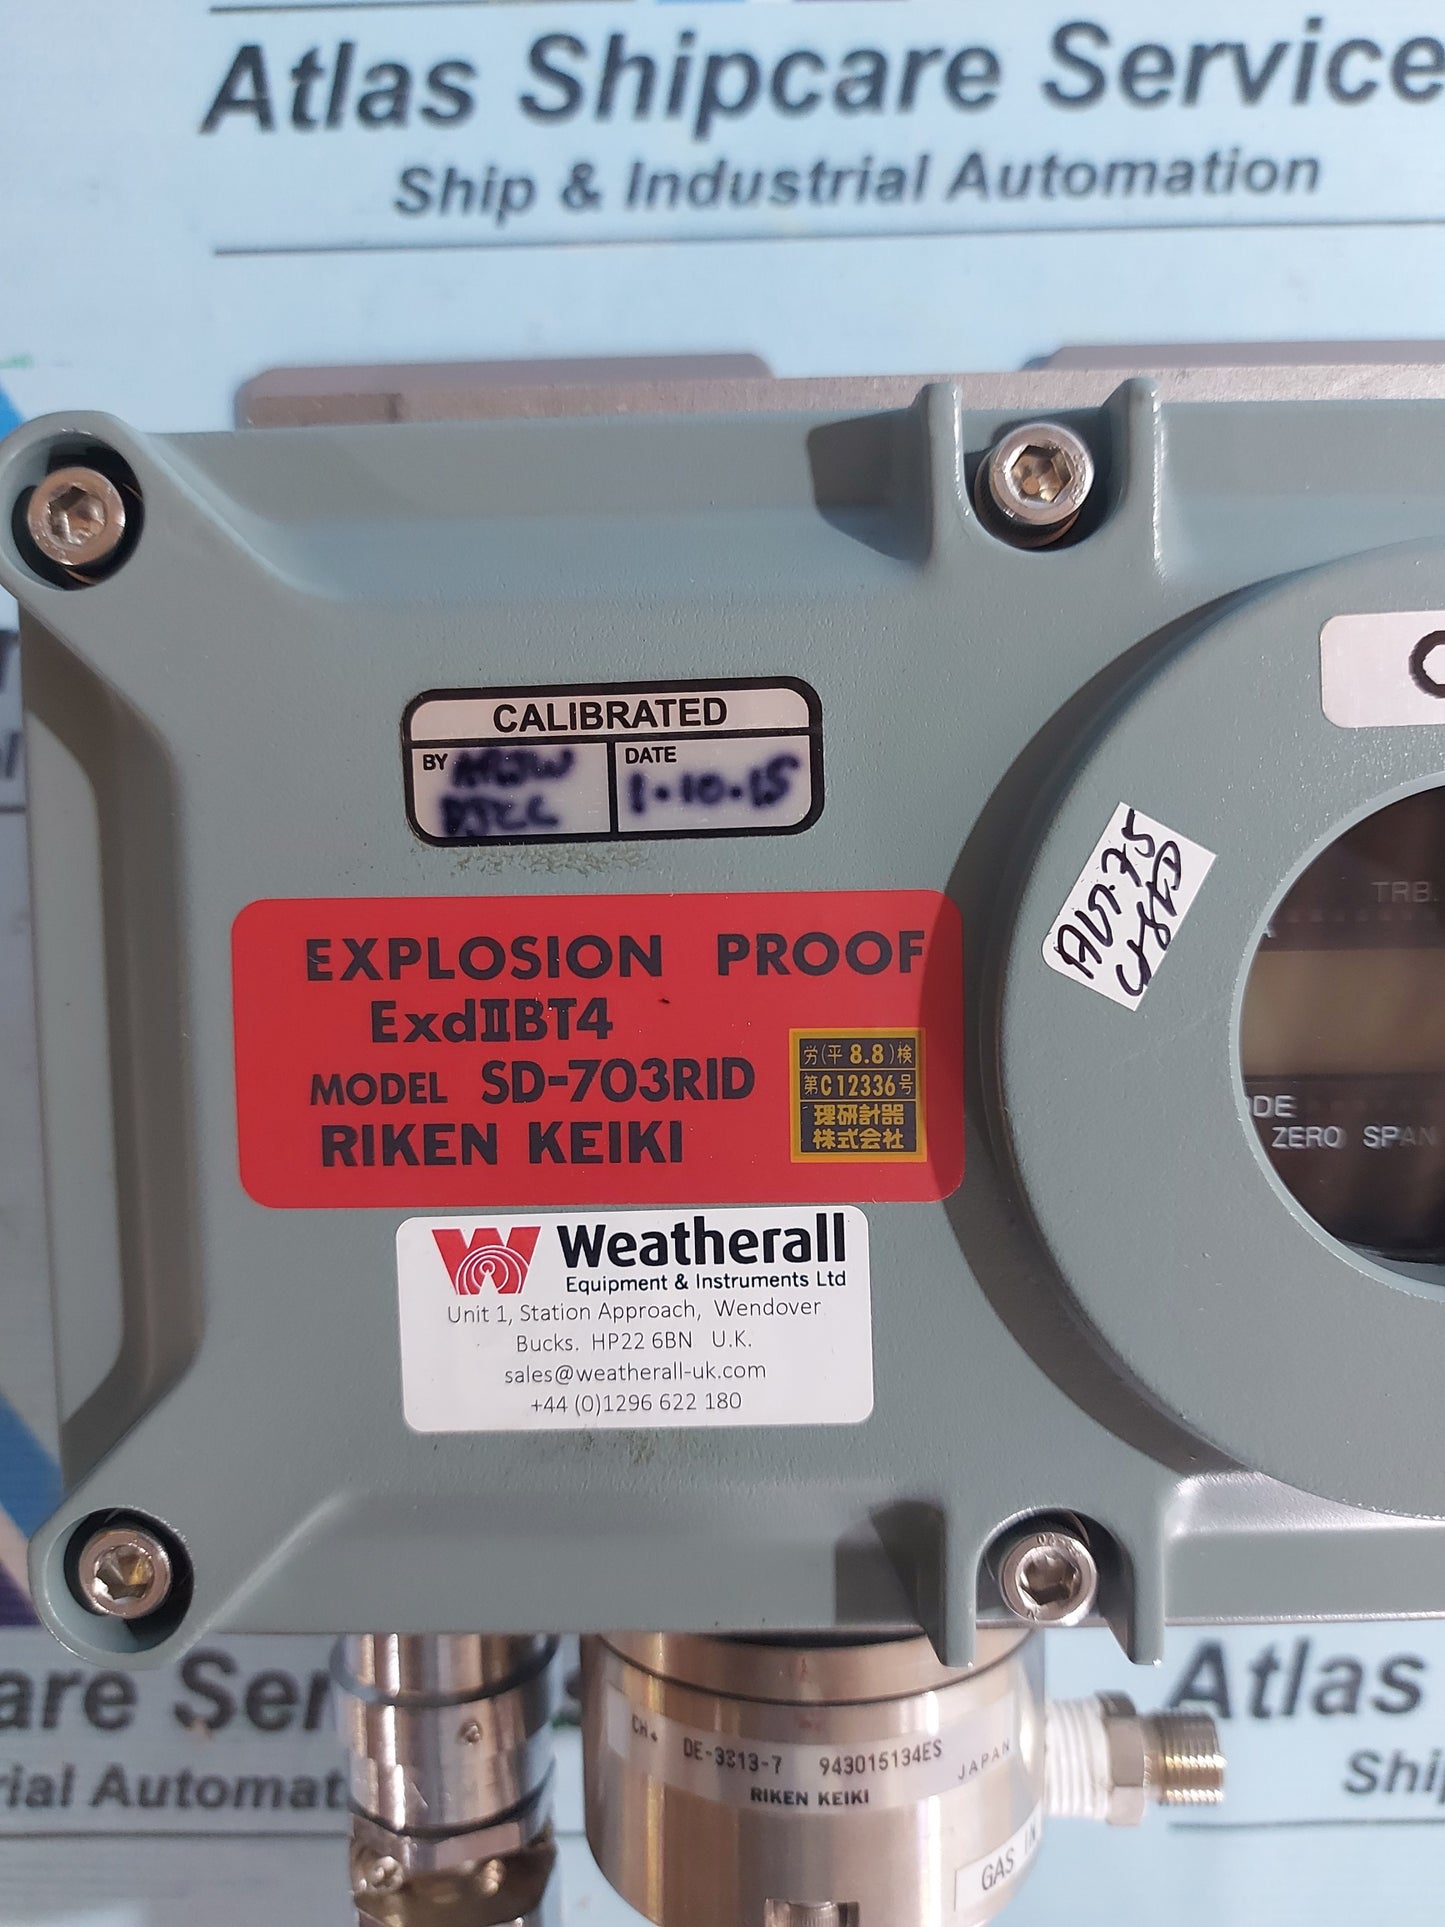 Atlas Shipcare Service
Ship & Industrial Automation
CALIBRATED
BY
DATE
1.10.15
EXPLOSION PROOF
ExdⅡBT4
MODEL SD-703RID
RIKEN KEIKI
労(平8.8)検
第C12336号
理研計器
株式会社
TRB.
ZERO SPAN
Weatherall
Equipment & Instruments Ltd
Unit 1, Station Approach, Wendover
Bucks. HP22 6BN U.K.
sales@weatherall-uk.com
+44 (0)1296 622 180
CH4 DE-3313-7 943015134ES JAPAN
RIKEN KEIKI
GAS IN
Atlas